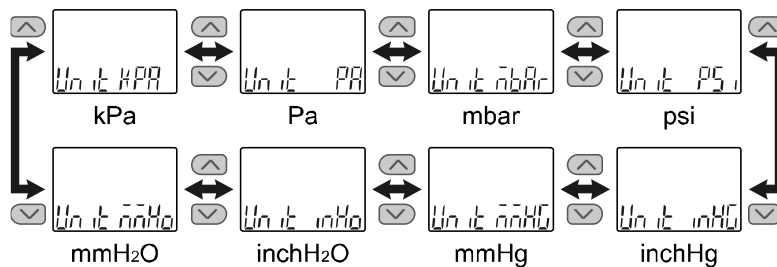 Unit kPA
Unit PA
Unit mbAr
Unit PSi
kPa
Pa
mbar
psi
Unit mmHo
Unit inHo
Unit mmHG
Unit inHG
mmH₂O
inchH₂O
mmHg
inchHg